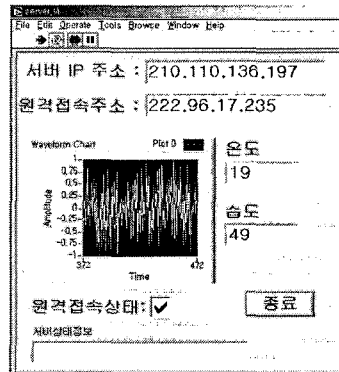 server.vi
File Edit Operate Tools Browse Window Help
서버 IP 주소 : 210.110.136.197
원격접속주소 : 222.96.17.235
Waveform Chart Plot 0
온도
19
습도
49
Amplitude
1
0.75
0.5
0.25
0
-0.25
-0.5
-0.75
-1
372 472
Time
원격접속상태: ✓
종료
서버상태정보